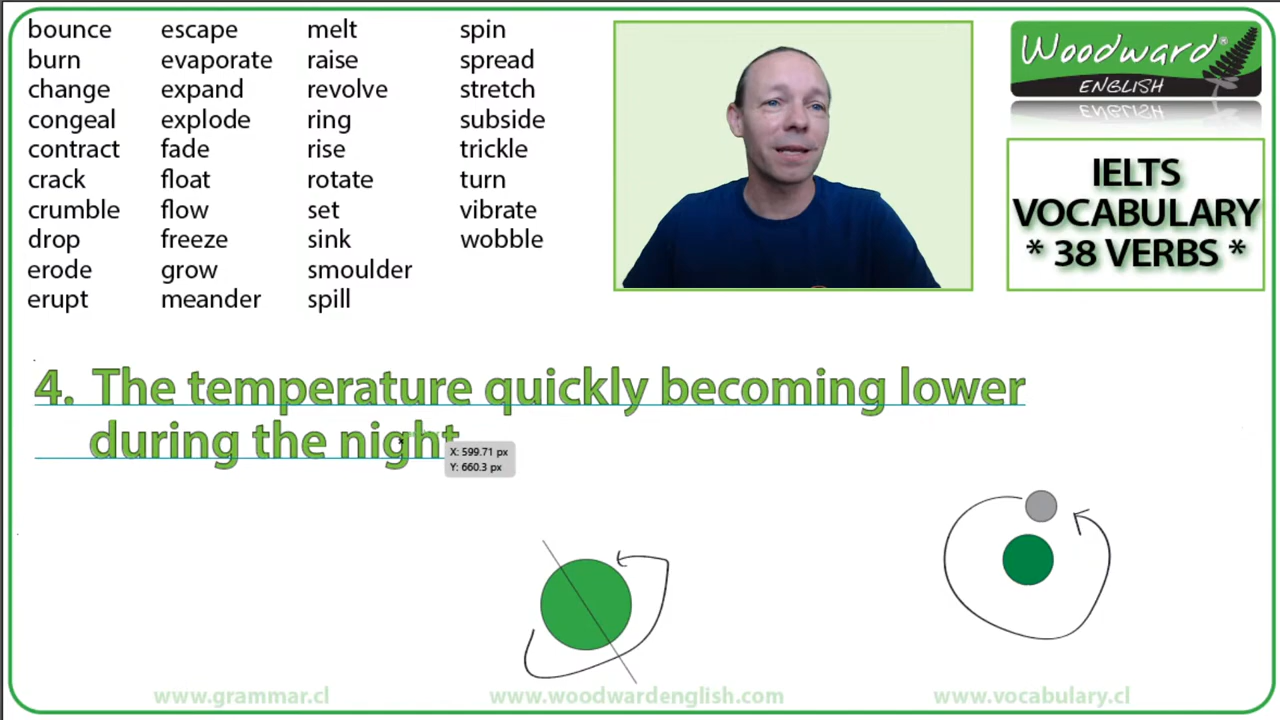 bounce escape melt spin
burn evaporate raise spread
change expand revolve stretch
congeal explode ring subside
contract fade rise trickle
crack float rotate turn
crumble flow set vibrate
drop freeze sink wobble
erode grow smoulder
erupt meander spill
Woodward®
ENGLISH
IELTS
VOCABULARY
* 38 VERBS *
4. The temperature quickly becoming lower
during the night
X: 599.71 px
Y: 660.3 px
www.grammar.cl www.woodwardenglish.com www.vocabulary.cl